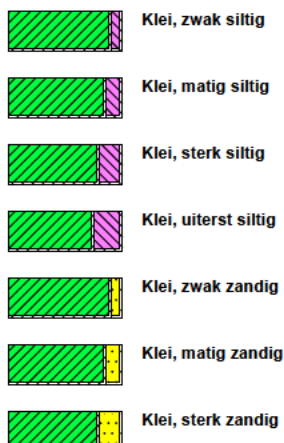 Klei, zwak siltig
Klei, matig siltig
Klei, sterk siltig
Klei, uiterst siltig
Klei, zwak zandig
Klei, matig zandig
Klei, sterk zandig